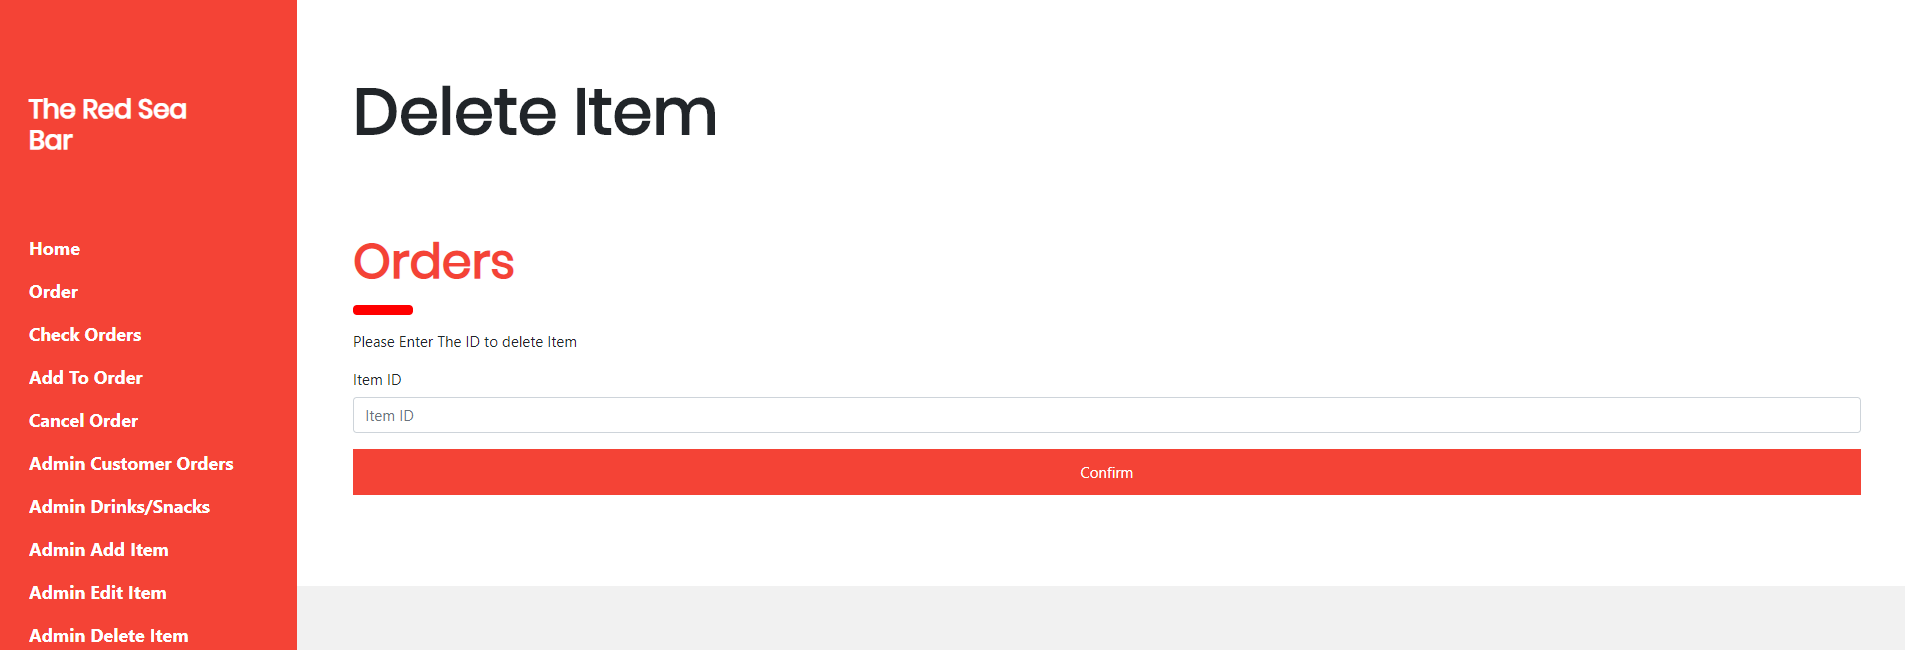 The Red Sea
Bar
Home
Order
Check Orders
Add To Order
Cancel Order
Admin Customer Orders
Admin Drinks/Snacks
Admin Add Item
Admin Edit Item
Admin Delete Item
Delete Item
Orders
Please Enter The ID to delete Item
Item ID
Item ID
Confirm